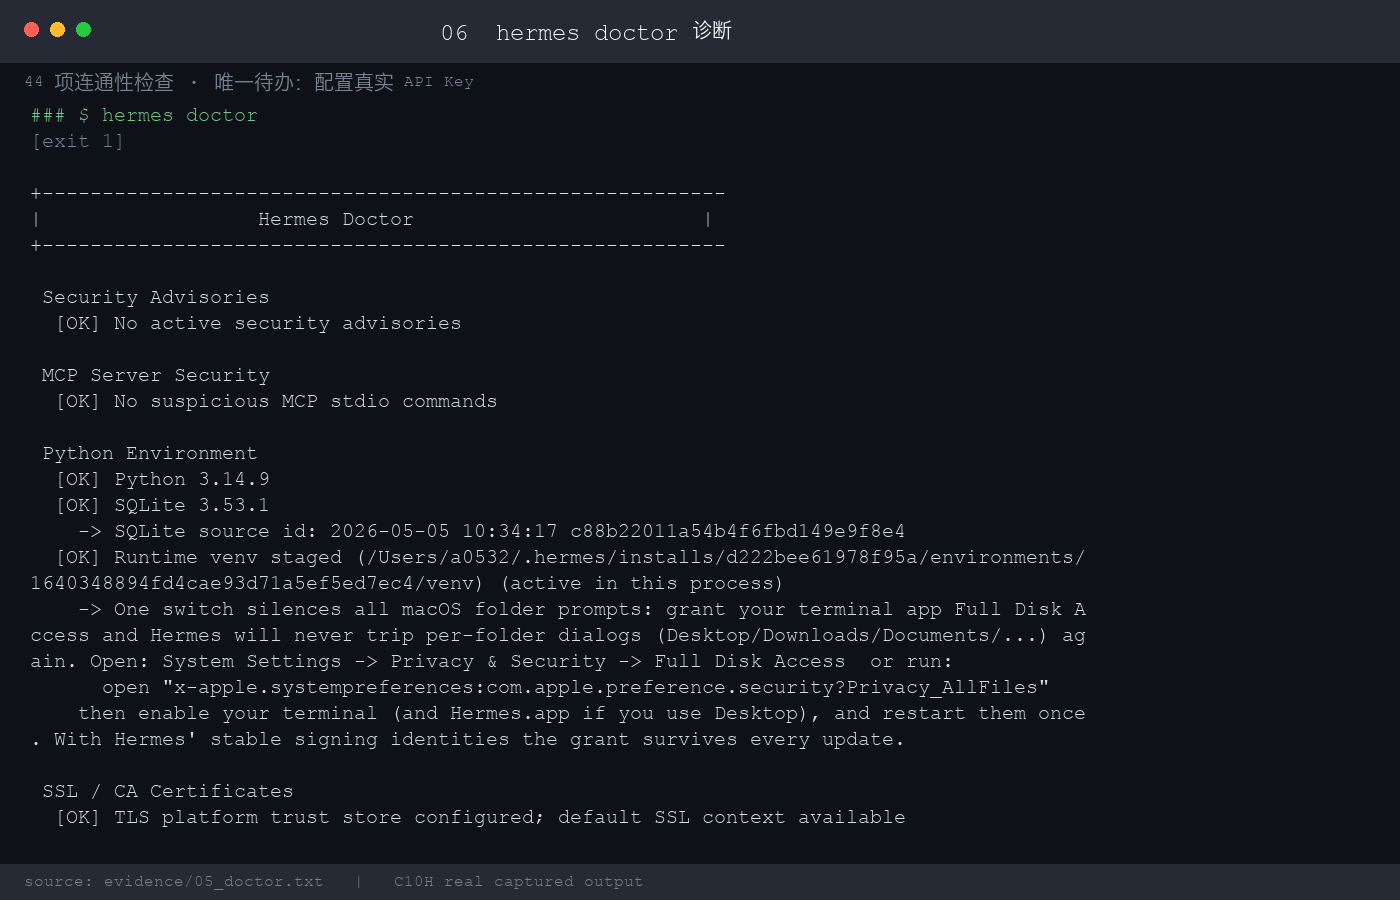 06  hermes doctor 诊断
44 项连通性检查 · 唯一待办: 配置真实 API Key
### $ hermes doctor
[exit 1]
+---------------------------------------------------------
|                  Hermes Doctor                        |
+---------------------------------------------------------
Security Advisories
[OK] No active security advisories
MCP Server Security
[OK] No suspicious MCP stdio commands
Python Environment
[OK] Python 3.14.9
[OK] SQLite 3.53.1
-> SQLite source id: 2026-05-05 10:34:17 c88b22011a54b4f6fbd149e9f8e4
[OK] Runtime venv staged (/Users/a0532/.hermes/installs/d222bee61978f95a/environments/
1640348894fd4cae93d71a5ef5ed7ec4/venv) (active in this process)
-> One switch silences all macOS folder prompts: grant your terminal app Full Disk A
ccess and Hermes will never trip per-folder dialogs (Desktop/Downloads/Documents/...) ag
ain. Open: System Settings -> Privacy & Security -> Full Disk Access  or run:
open "x-apple.systempreferences:com.apple.preference.security?Privacy_AllFiles"
then enable your terminal (and Hermes.app if you use Desktop), and restart them once
. With Hermes' stable signing identities the grant survives every update.
SSL / CA Certificates
[OK] TLS platform trust store configured; default SSL context available
source: evidence/05_doctor.txt   |   C10H real captured output